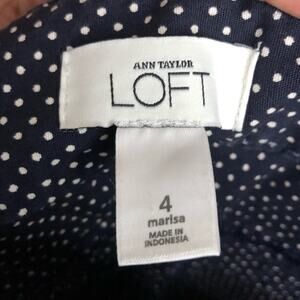 ANN TAYLOR
LOFT
4
marisa
MADE IN
INDONESIA